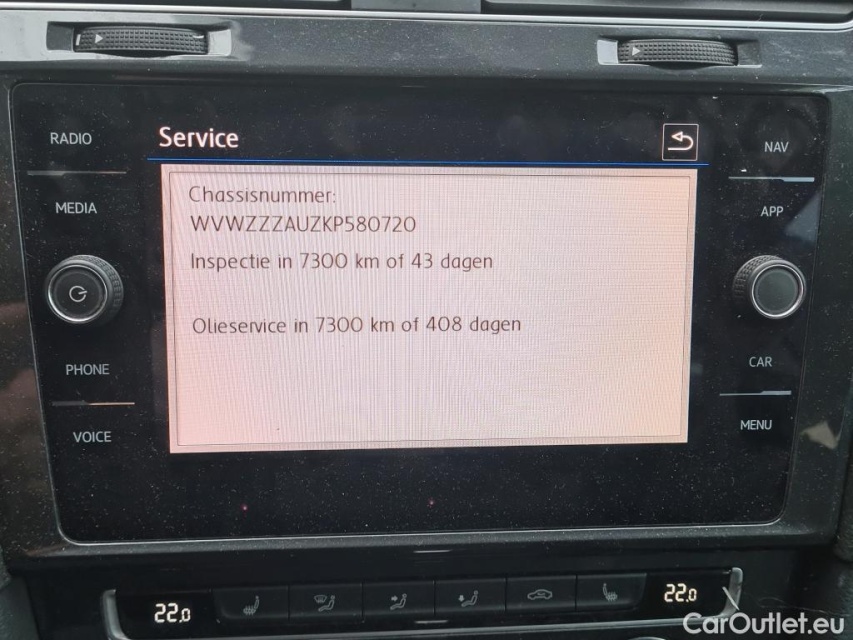 RADIO
MEDIA
PHONE
VOICE
Service
Chassisnummer:
WVWZZZAUZKP580720
Inspectie in 7300 km of 43 dagen
Olieservice in 7300 km of 408 dagen
NAV
APP
CAR
MENU
22.0
22.0
CarOutlet.eu